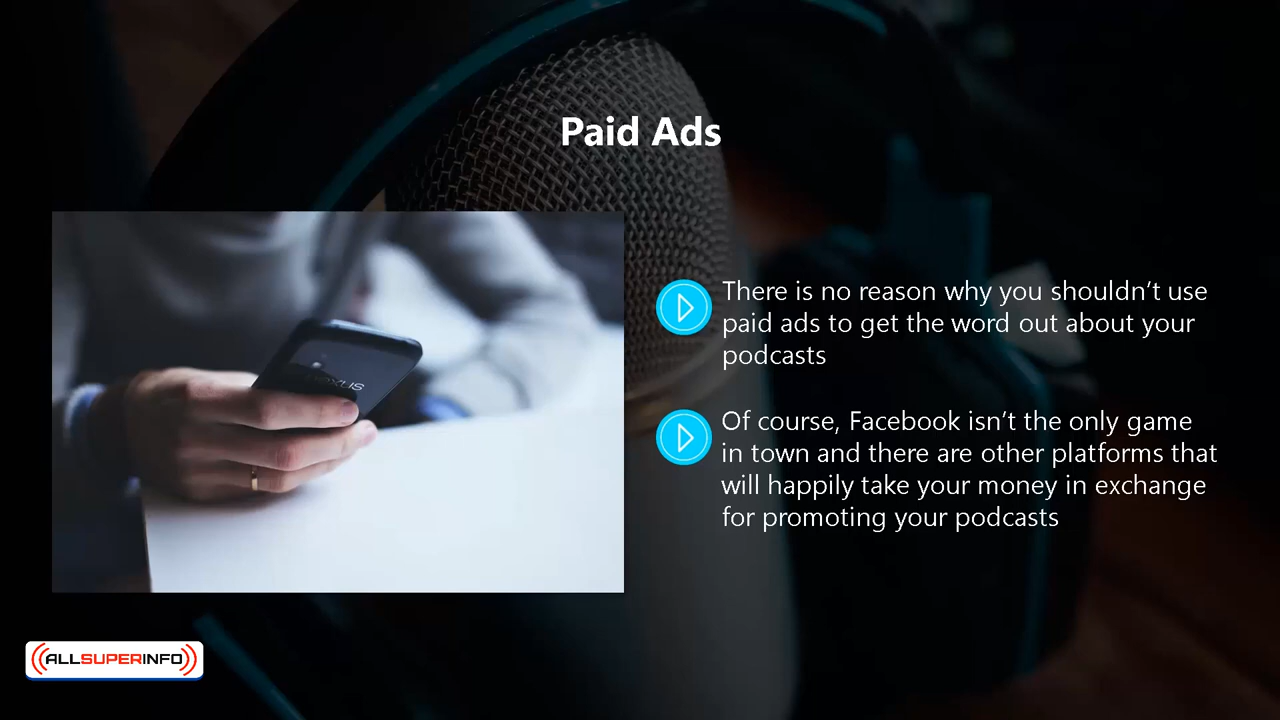 Paid Ads
There is no reason why you shouldn’t use
paid ads to get the word out about your
podcasts
Of course, Facebook isn’t the only game
in town and there are other platforms that
will happily take your money in exchange
for promoting your podcasts
nexus
ALLSUPERINFO